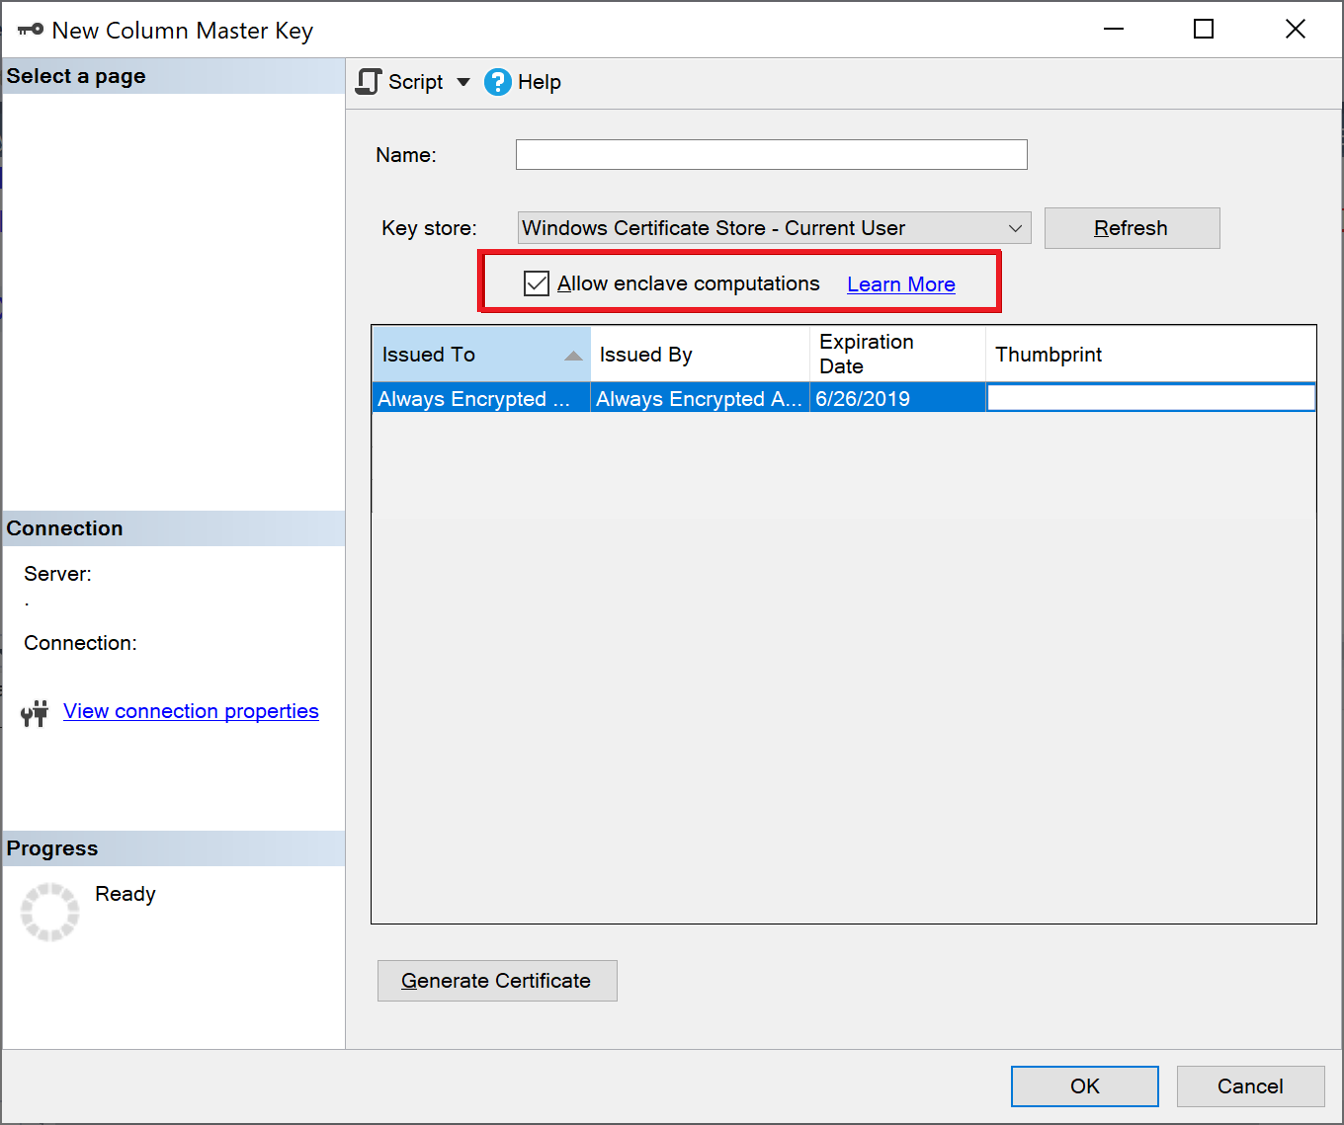 New Column Master Key
Select a page
Script
Help
Name:
Key store:
Windows Certificate Store - Current User
Refresh
Allow enclave computations
Learn More
Issued To
Issued By
Expiration
Date
Thumbprint
Always Encrypted ...
Always Encrypted A...
6/26/2019
Connection
Server:
.
Connection:
View connection properties
Progress
Ready
Generate Certificate
OK
Cancel